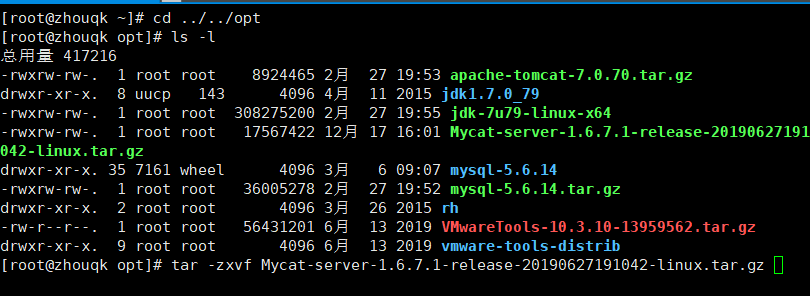 [root@zhouqk ~]# cd ../../opt
[root@zhouqk opt]# ls -l
总用量 417216
-rwxrw-rw-.  1 root root    8924465 2月  27 19:53 apache-tomcat-7.0.70.tar.gz
drwxr-xr-x.  8 uucp   143      4096 4月  11 2015 jdk1.7.0_79
-rwxrw-rw-.  1 root root  308275200 2月  27 19:55 jdk-7u79-linux-x64
-rwxrw-rw-.  1 root root   17567422 12月 17 16:01 Mycat-server-1.6.7.1-release-20190627191
042-linux.tar.gz
drwxr-xr-x. 35 7161 wheel      4096 3月   6 09:07 mysql-5.6.14
-rwxrw-rw-.  1 root root   36005278 2月  27 19:52 mysql-5.6.14.tar.gz
drwxr-xr-x.  2 root root       4096 3月  26 2015 rh
-rw-r--r--.  1 root root   56431201 6月  13 2019 VMwareTools-10.3.10-13959562.tar.gz
drwxr-xr-x.  9 root root       4096 6月  13 2019 vmware-tools-distrib
[root@zhouqk opt]# tar -zxvf Mycat-server-1.6.7.1-release-20190627191042-linux.tar.gz